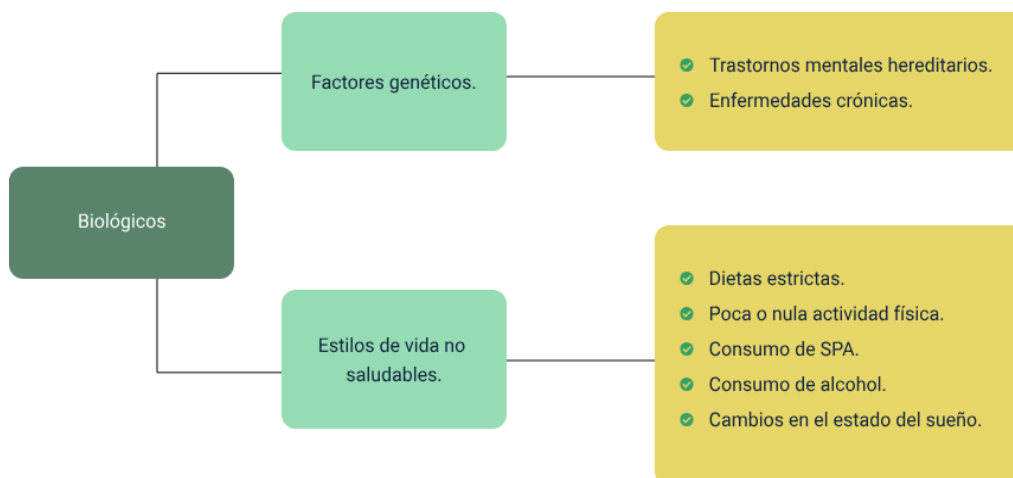 Factores genéticos.
Trastornos mentales hereditarios.
Enfermedades crónicas.
Biológicos
Estilos de vida no
saludables.
Dietas estrictas.
Poca o nula actividad física.
Consumo de SPA.
Consumo de alcohol.
Cambios en el estado del sueño.